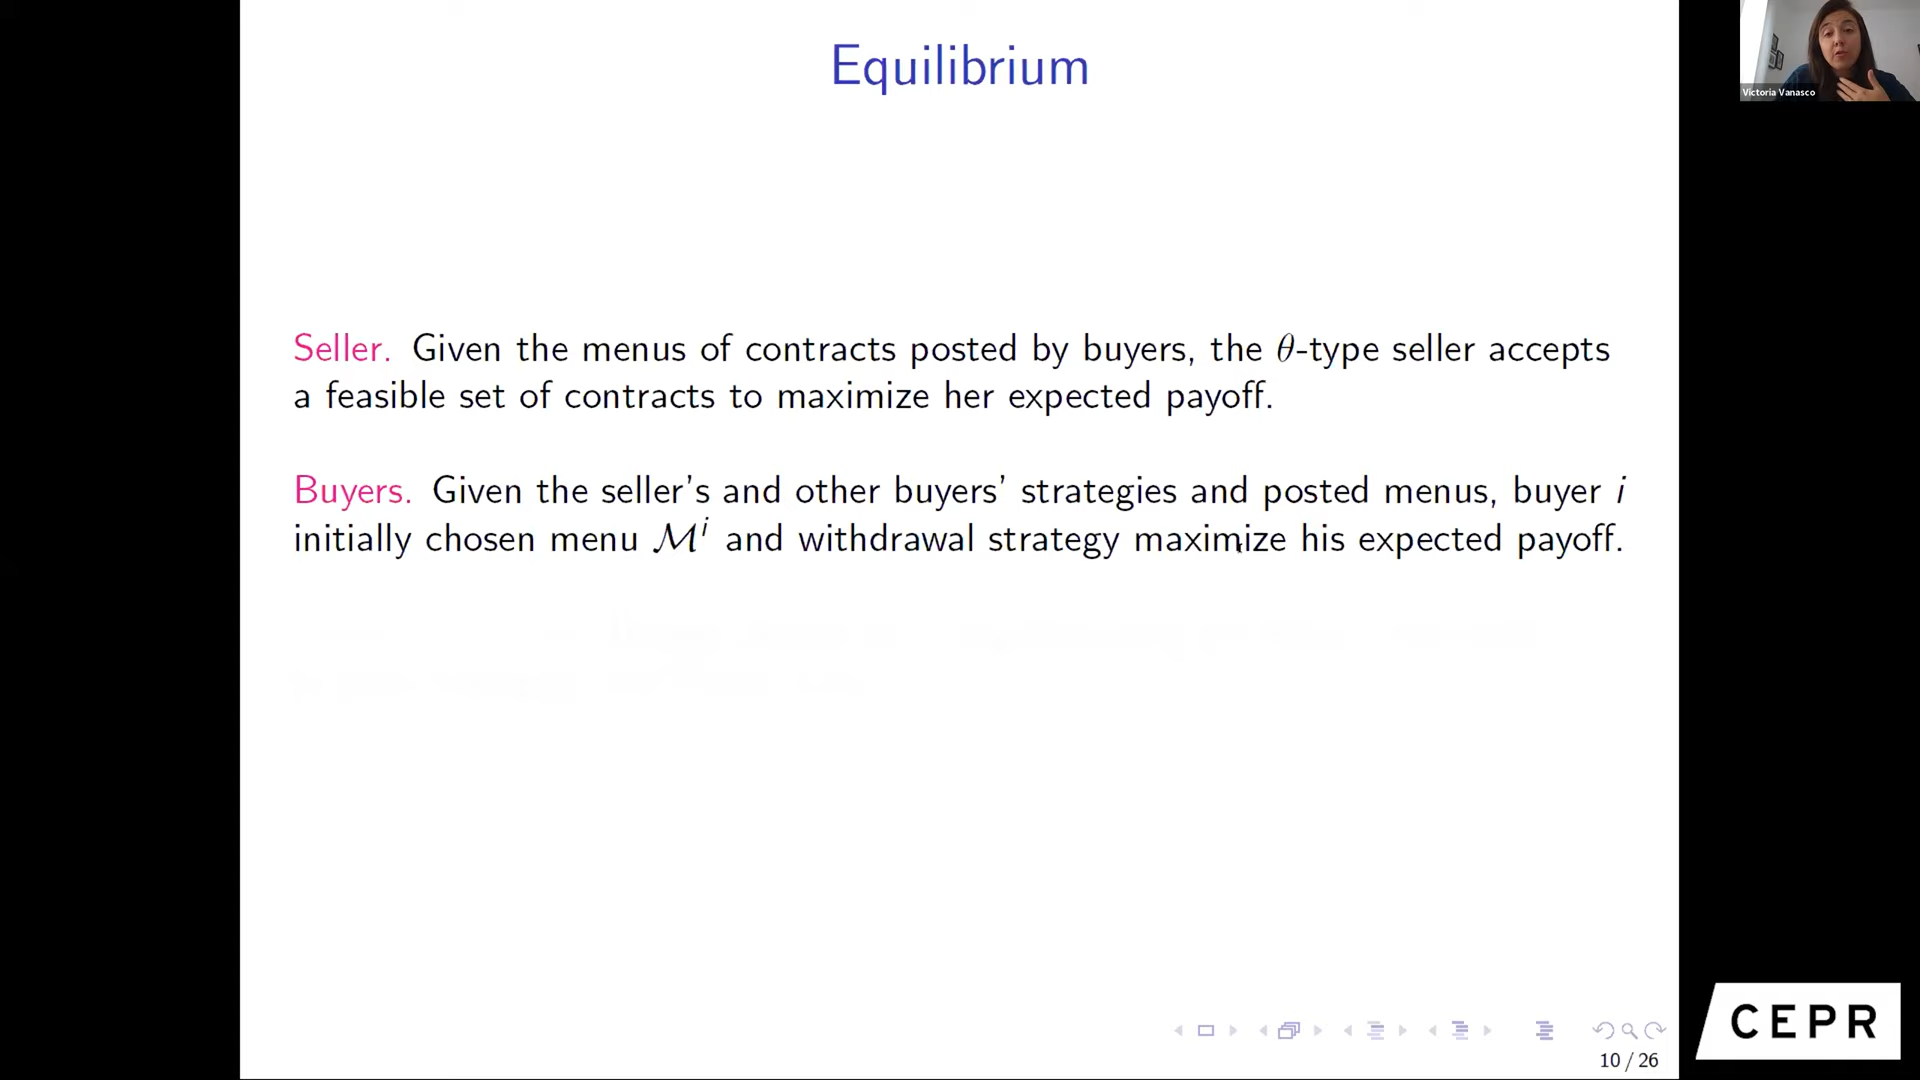 Equilibrium
Victoria Vanasco
Seller. Given the menus of contracts posted by buyers, the θ-type seller accepts
a feasible set of contracts to maximize her expected payoff.
Buyers. Given the seller's and other buyers' strategies and posted menus, buyer i
initially chosen menu ℳⁱ and withdrawal strategy maximize his expected payoff.
10 / 26
CEPR